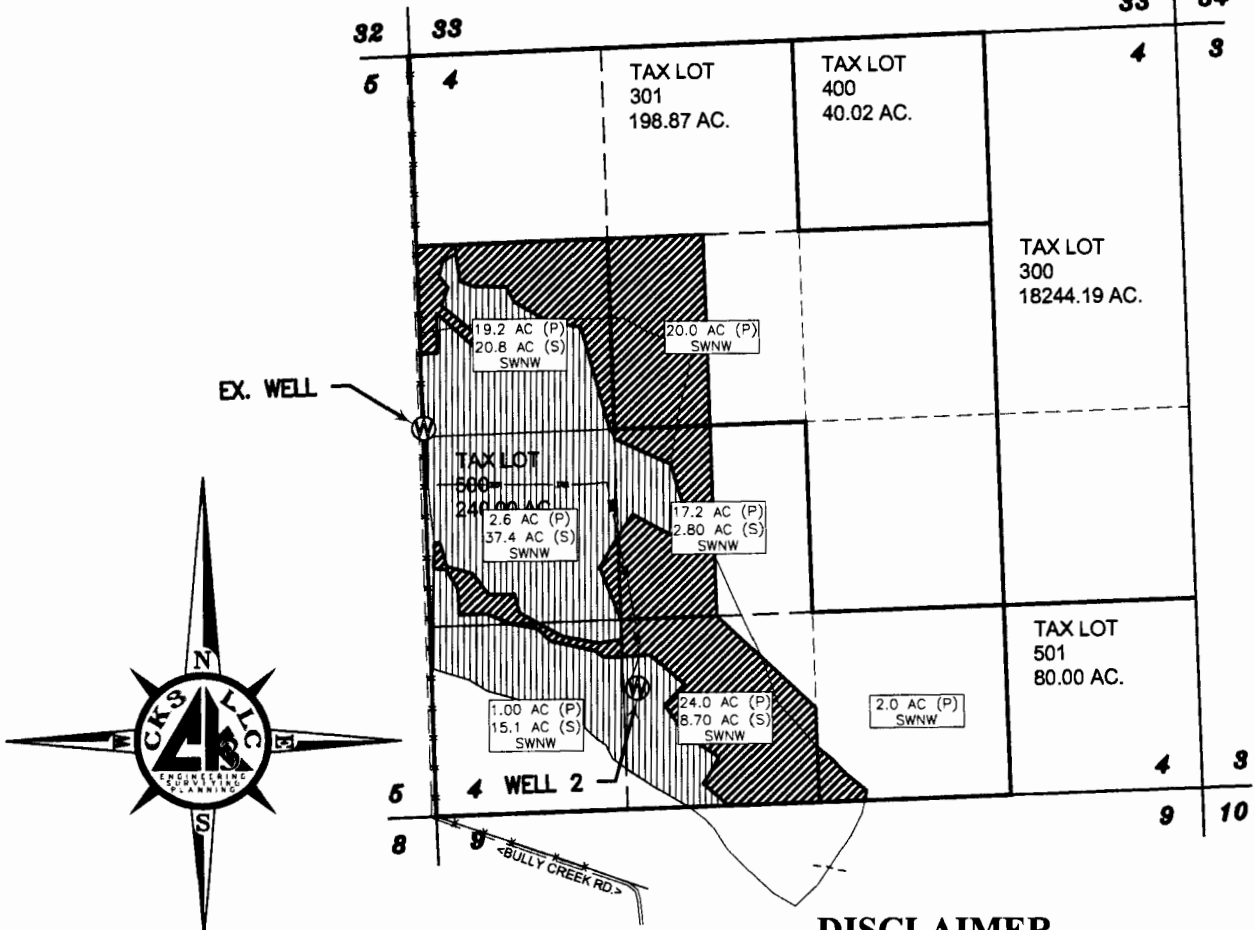 33 34
32 33
5 4
4 3
TAX LOT
301
198.87 AC.
TAX LOT
400
40.02 AC.
TAX LOT
300
18244.19 AC.
19.2 AC (P)
20.8 AC (S)
SWNW
20.0 AC (P)
SWNW
EX. WELL
W
TAX LOT
500
240.00 AC
2.6 AC (P)
37.4 AC (S)
SWNW
17.2 AC (P)
2.80 AC (S)
SWNW
TAX LOT
501
80.00 AC.
1.00 AC (P)
15.1 AC (S)
SWNW
W
24.0 AC (P)
8.70 AC (S)
SWNW
2.0 AC (P)
SWNW
WELL 2
N
W
E
S
CKS LLC
ENGINEERING
SURVEYING
PLANNING
5 4
4 3
8 9
9 10
<BULLY CREEK RD.>
DISCLAIMER